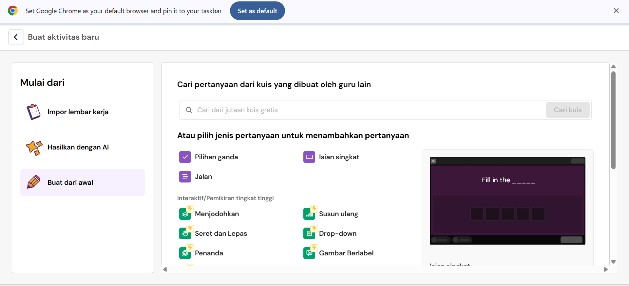 Set Google Chrome as your default browser and pin it to your taskbar
Set as default
Buat aktivitas baru
Mulai dari
Impor lembar kerja
Hasilkan dengan AI
Buat dari awal
Cari pertanyaan dari kuis yang dibuat oleh guru lain
Cari dari jutaan kuis gratis
Cari kuis
Atau pilih jenis pertanyaan untuk menambahkan pertanyaan
Pilihan ganda
Isian singkat
Jalan
Interaktif/Pemikiran tingkat tinggi
Menjodohkan
Susun ulang
Seret dan Lepas
Drop-down
Penanda
Gambar Berlabel
Fill in the _____
Isian singkat